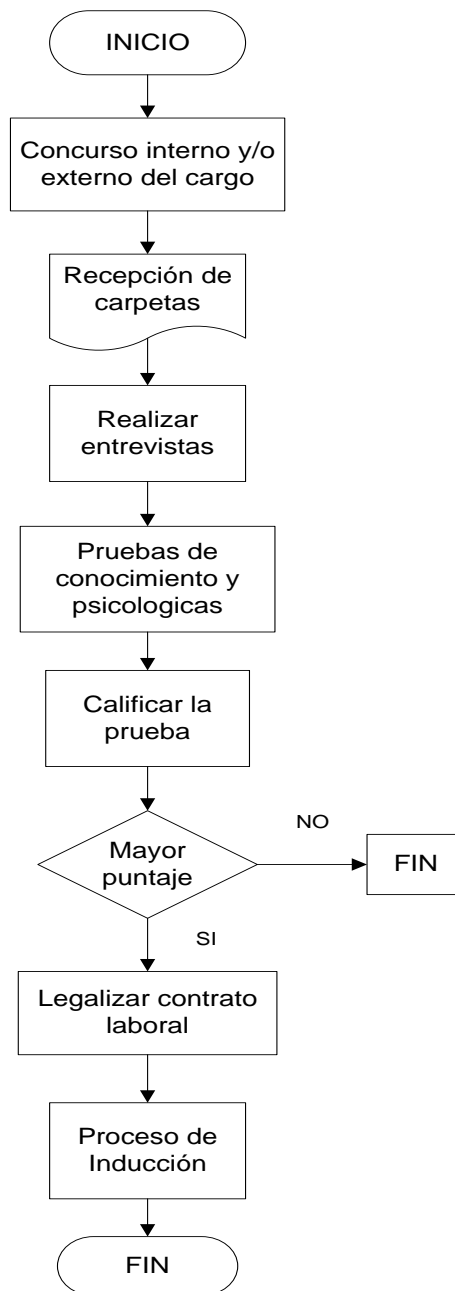 INICIO
Concurso interno y/o
externo del cargo
Recepción de
carpetas
Realizar
entrevistas
Pruebas de
conocimiento y
psicologicas
Calificar la
prueba
Mayor
puntaje
NO
FIN
SI
Legalizar contrato
laboral
Proceso de
Inducción
FIN